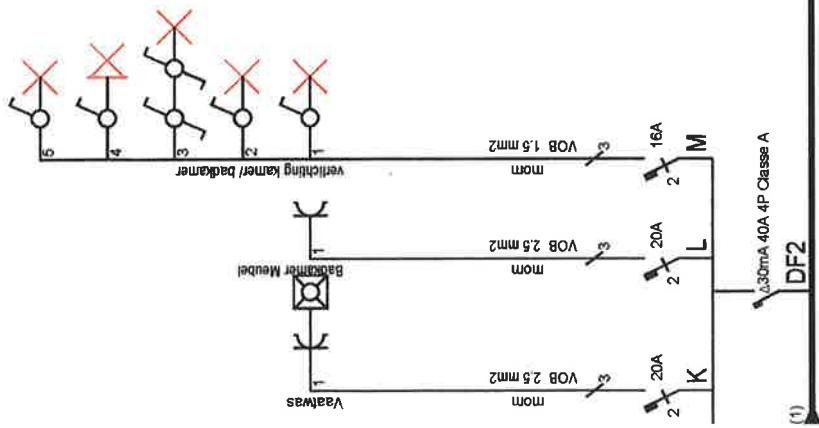 5
4
3
2
1
verlichting kamer/ badkamer
VOB 1.5 mm2
mom
3
16A
2
M
1
Badkamer Meubel
VOB 2.5 mm2
mom
3
20A
2
L
1
Vaatwas
VOB 2.5 mm2
mom
3
20A
2
K
Δ30mA 40A 4P Classe A
DF2
(1)